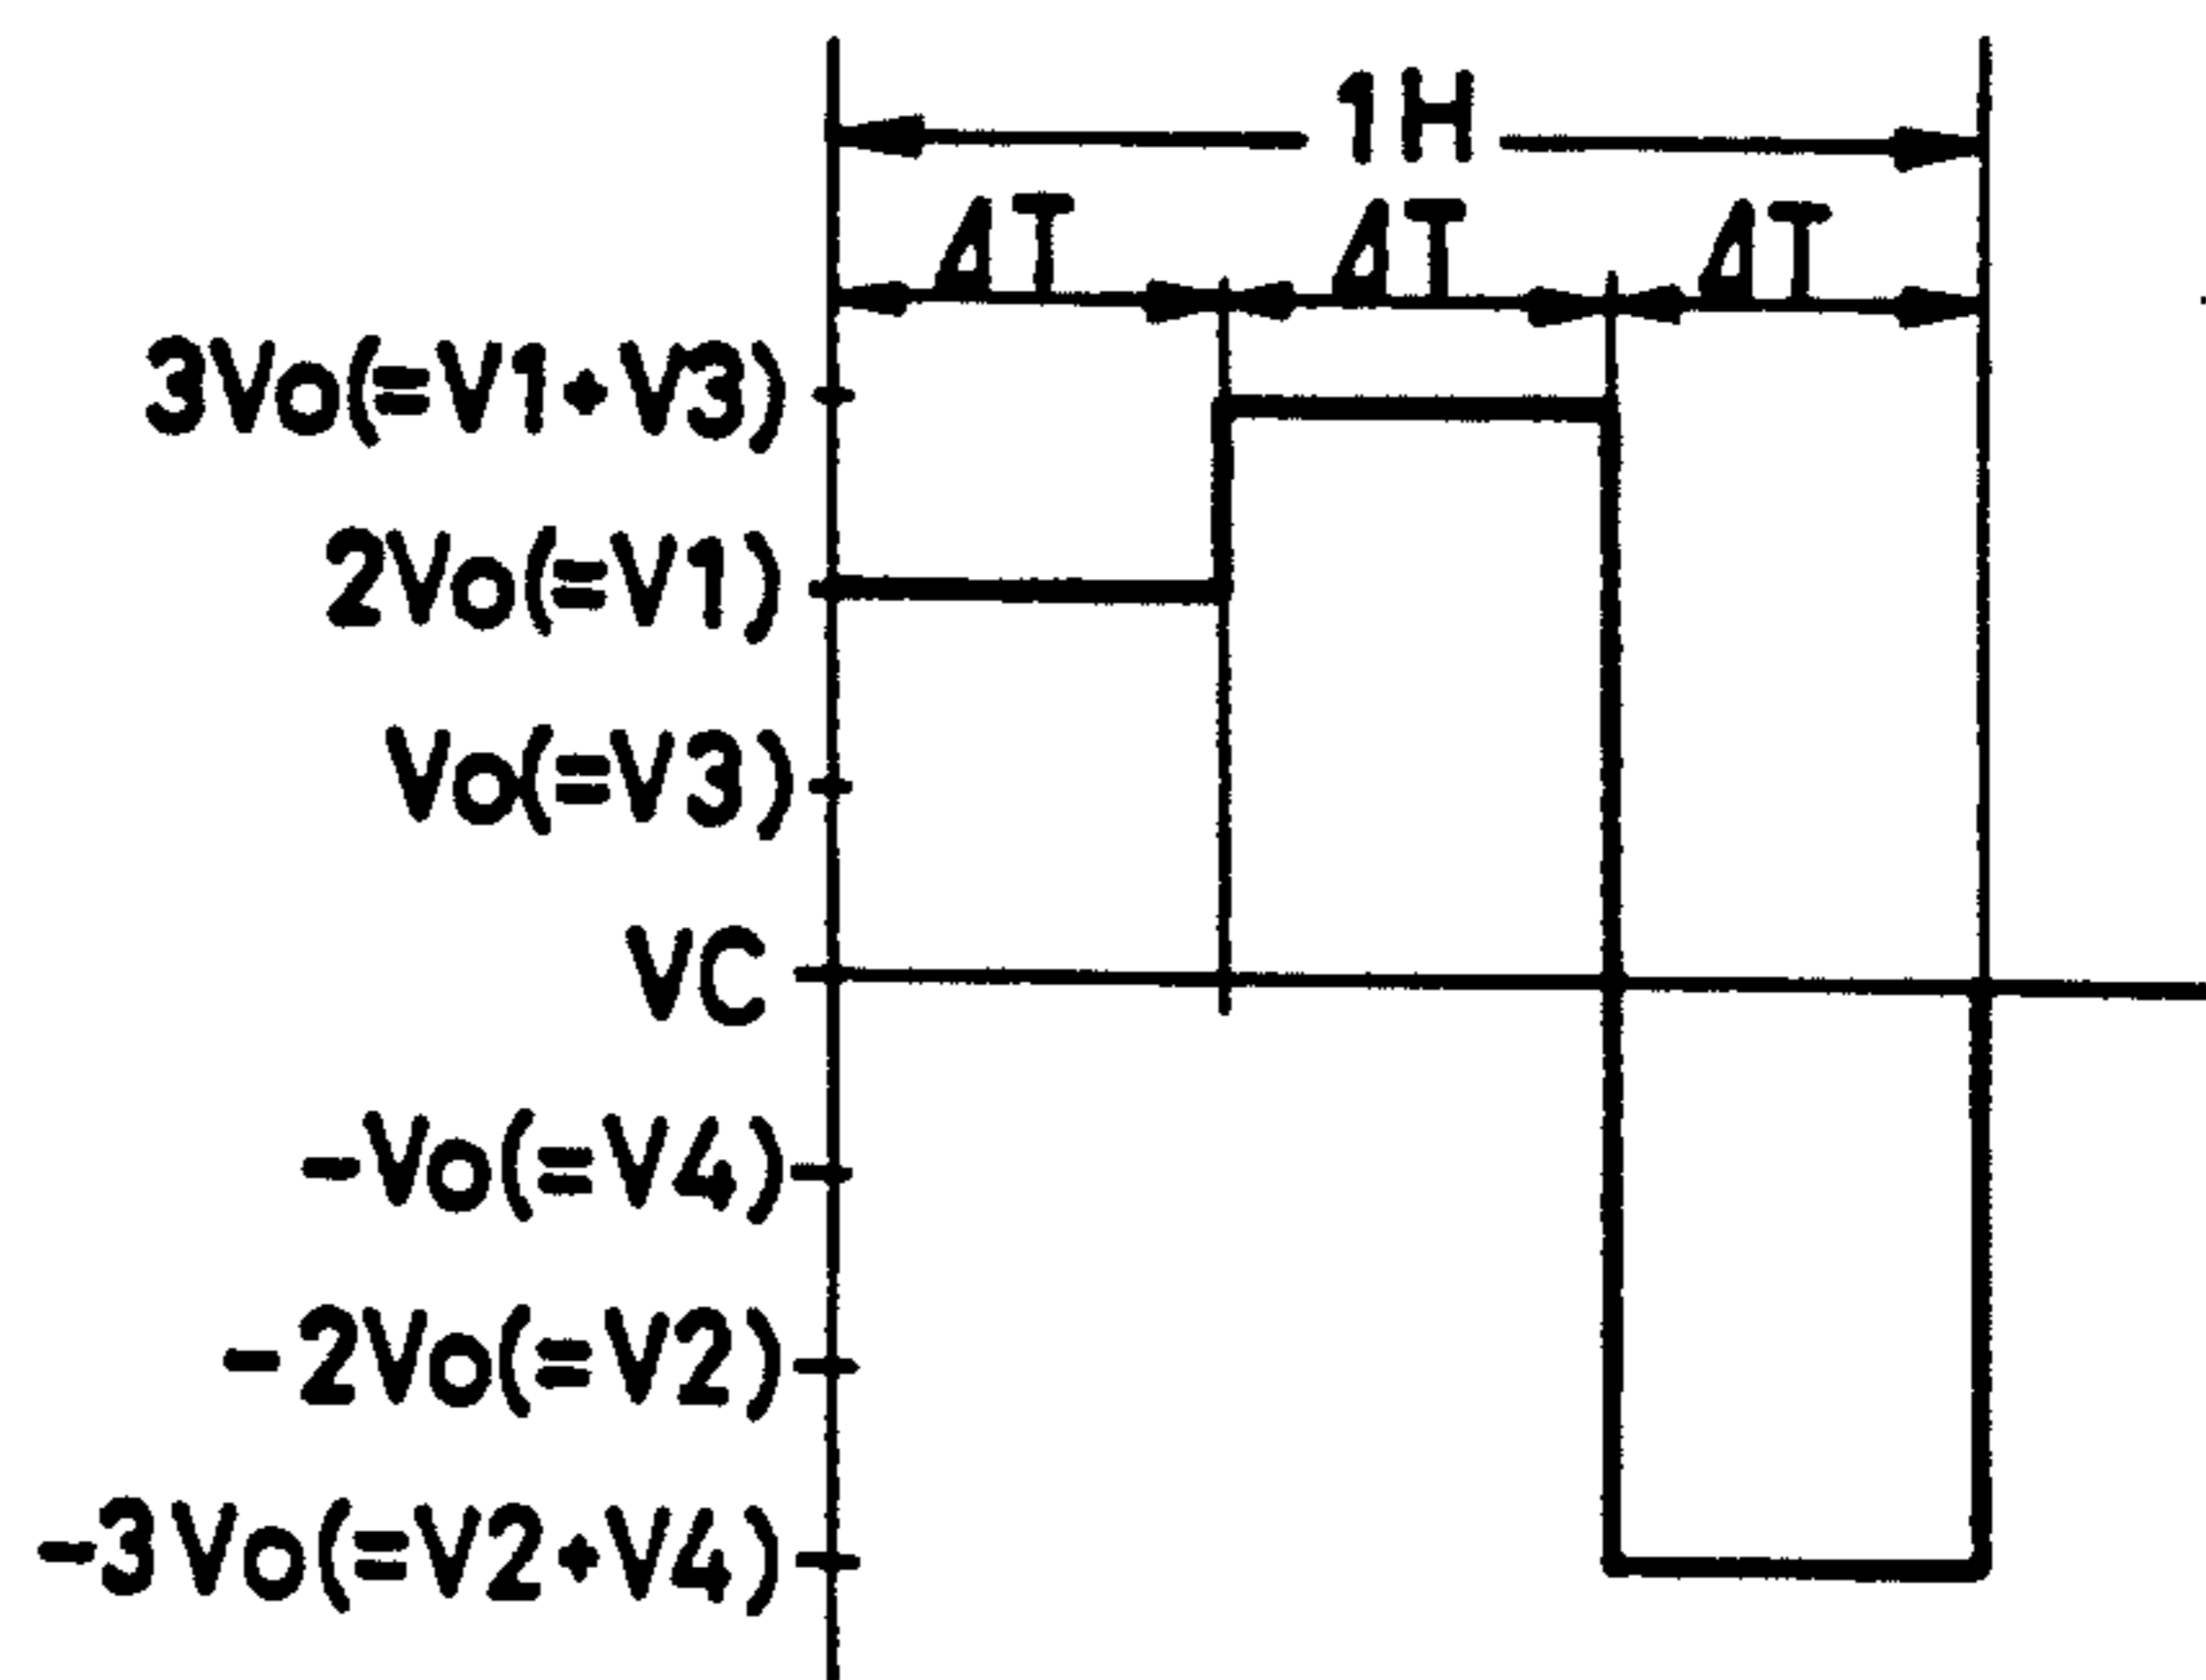 1H
ΔT ΔT ΔT
3Vo(=V1+V3)
2Vo(=V1)
Vo(=V3)
VC
-Vo(=V4)
-2Vo(=V2)
-3Vo(=V2+V4)